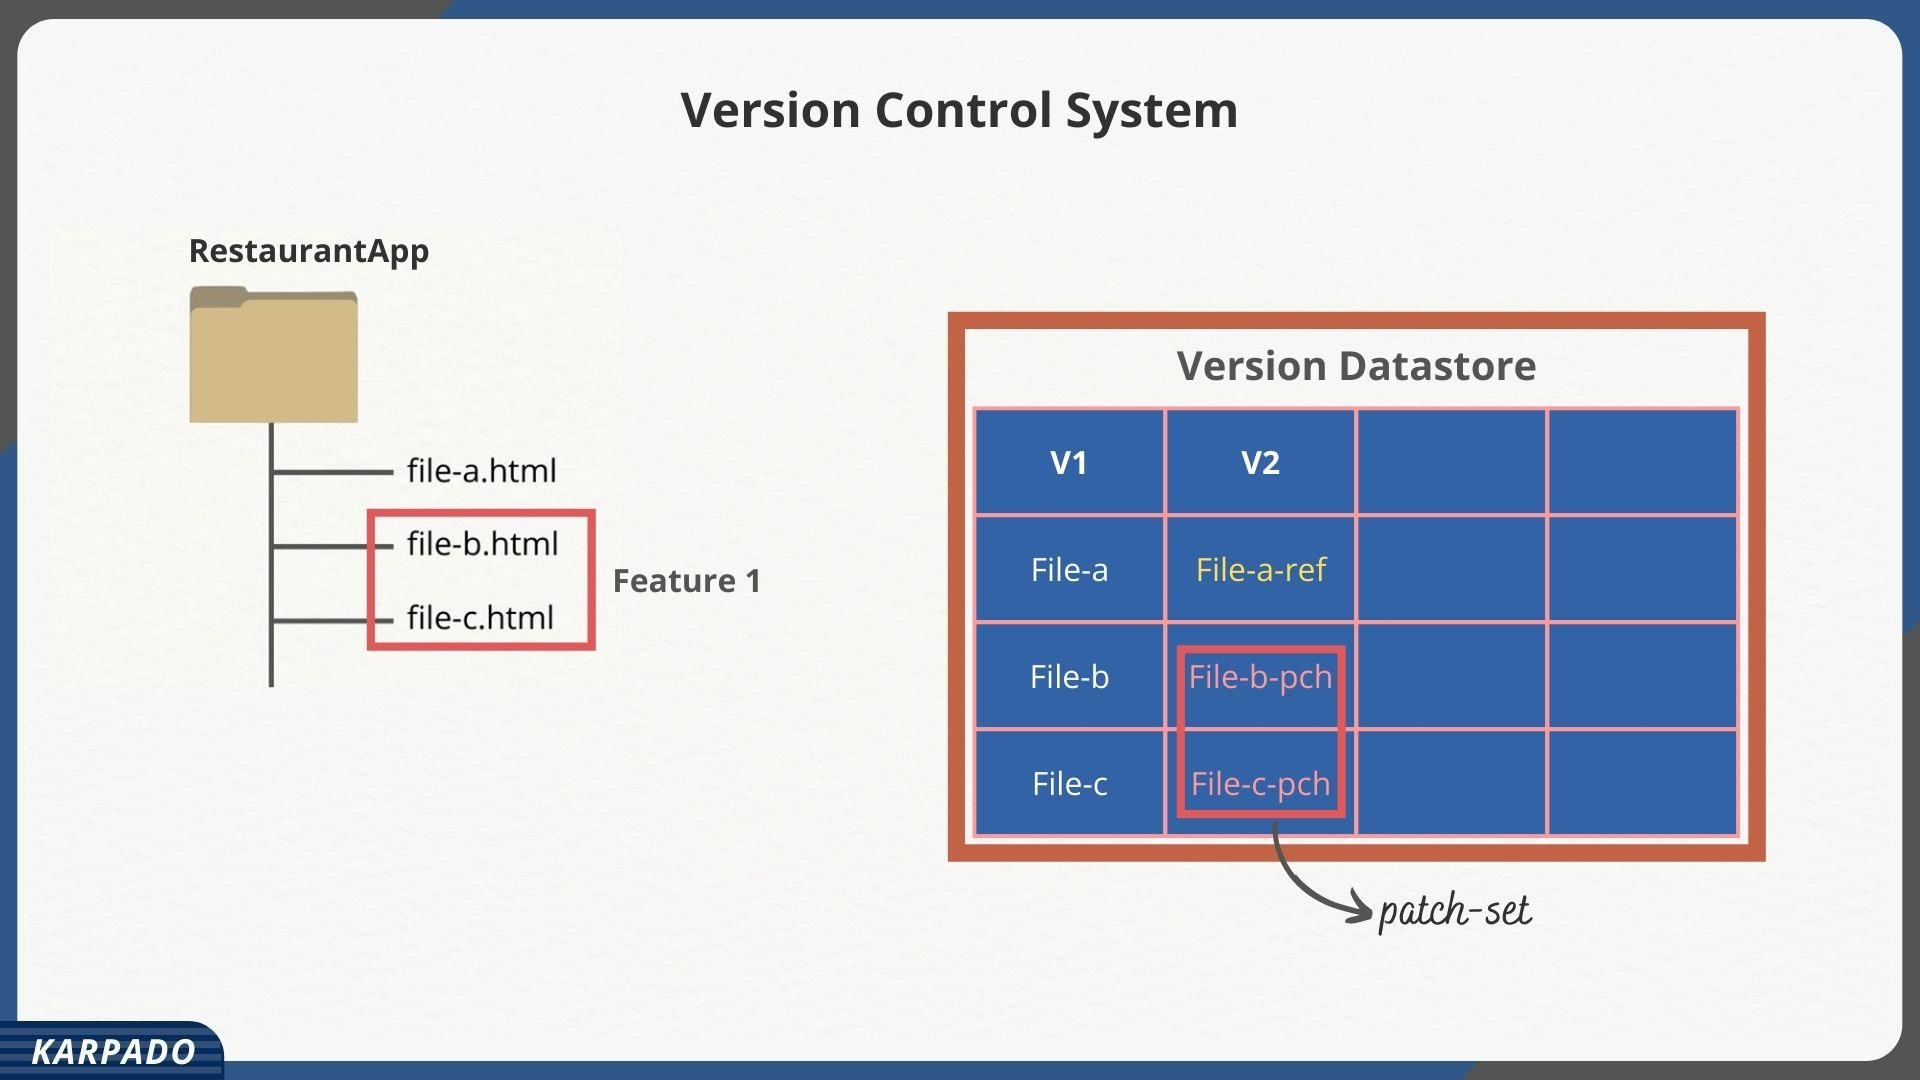 Version Control System
RestaurantApp
file-a.html
file-b.html
file-c.html
Feature 1
Version Datastore
V1 V2
File-a File-a-ref
File-b File-b-pch
File-c File-c-pch
patch-set
KARPADO